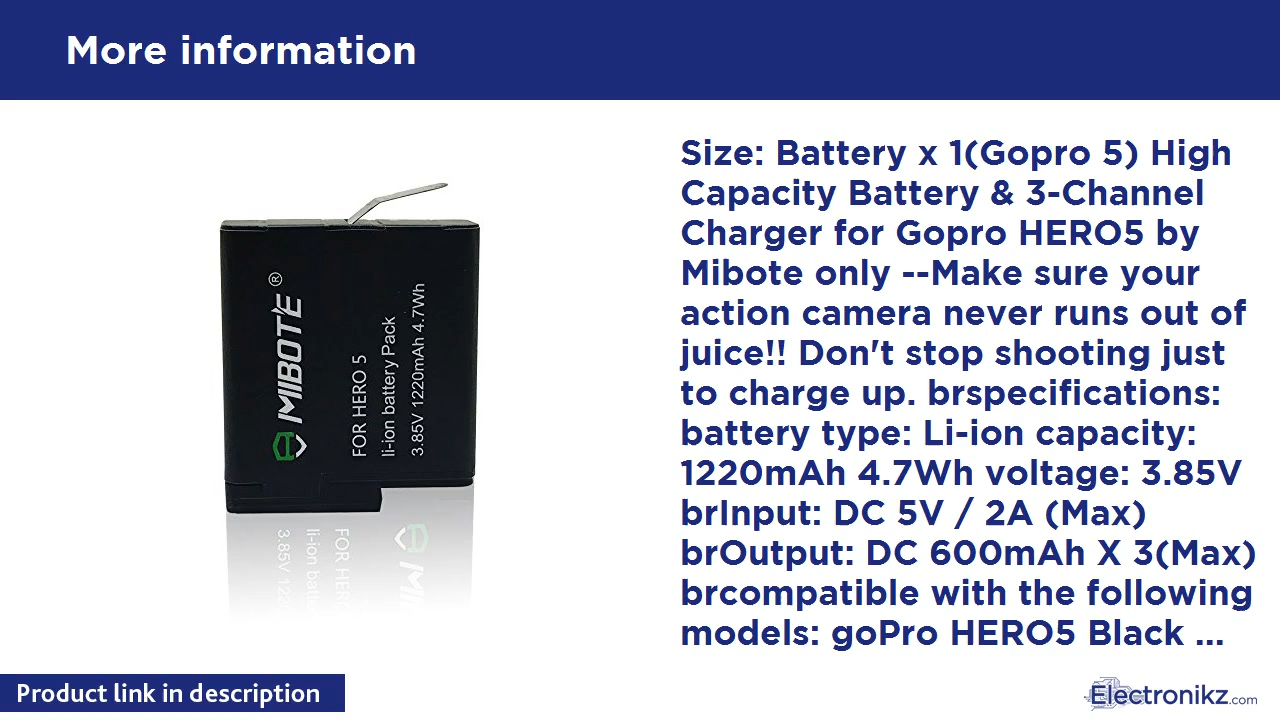 More information
Size: Battery x 1(Gopro 5) High
Capacity Battery & 3-Channel
Charger for Gopro HERO5 by
Mibote only --Make sure your
action camera never runs out of
juice!! Don't stop shooting just
to charge up. brspecifications:
battery type: Li-ion capacity:
1220mAh 4.7Wh voltage: 3.85V
brInput: DC 5V / 2A (Max)
brOutput: DC 600mAh X 3(Max)
brcompatible with the following
models: goPro HERO5 Black ...
MIBOTE®
FOR HERO 5
li-ion battery Pack
3.85V 1220mAh 4.7Wh
Product link in description
Electronikz.com